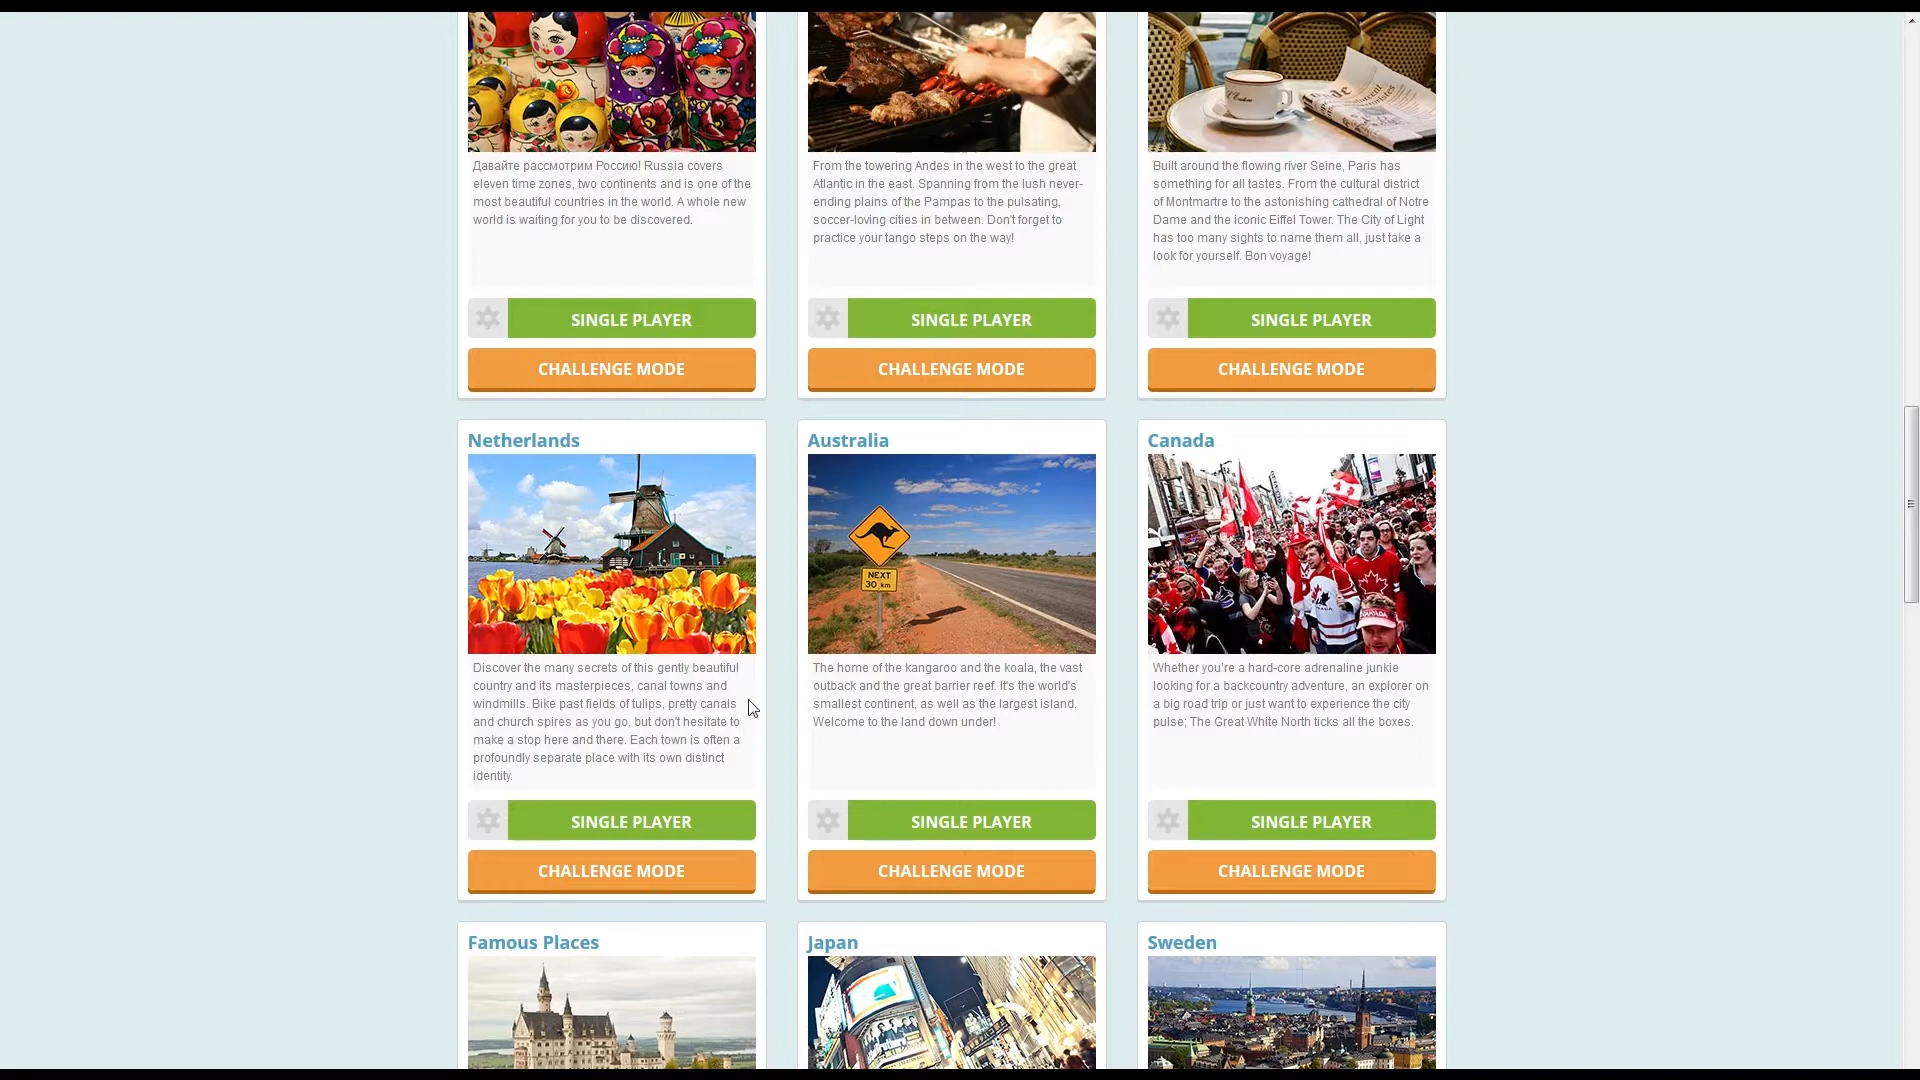 Давайте рассмотрим Россию! Russia covers
eleven time zones, two continents and is one of the
most beautiful countries in the world. A whole new
world is waiting for you to be discovered.
SINGLE PLAYER
CHALLENGE MODE
From the towering Andes in the west to the great
Atlantic in the east. Spanning from the lush never-
ending plains of the Pampas to the pulsating,
soccer-loving cities in between. Don't forget to
practice your tango steps on the way!
SINGLE PLAYER
CHALLENGE MODE
Built around the flowing river Seine, Paris has
something for all tastes. From the cultural district
of Montmartre to the astonishing cathedral of Notre
Dame and the iconic Eiffel Tower. The City of Light
has too many sights to name them all, just take a
look for yourself. Bon voyage!
SINGLE PLAYER
CHALLENGE MODE
Netherlands
Discover the many secrets of this gently beautiful
country and its masterpieces, canal towns and
windmills. Bike past fields of tulips, pretty canals
and church spires as you go, but don't hesitate to
make a stop here and there. Each town is often a
profoundly separate place with its own distinct
identity.
SINGLE PLAYER
CHALLENGE MODE
Australia
NEXT
30 km
The home of the kangaroo and the koala, the vast
outback and the great barrier reef. It's the world's
smallest continent, as well as the largest island.
Welcome to the land down under!
SINGLE PLAYER
CHALLENGE MODE
Canada
Whether you're a hard-core adrenaline junkie
looking for a backcountry adventure, an explorer on
a big road trip or just want to experience the city
pulse; The Great White North ticks all the boxes.
SINGLE PLAYER
CHALLENGE MODE
Famous Places
Japan
Sweden